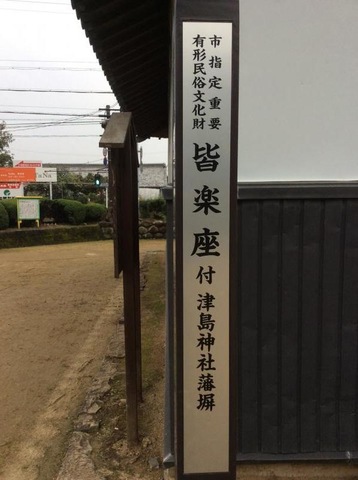 市指定重要
有形民俗文化財
皆楽座 付 津島神社藩塀